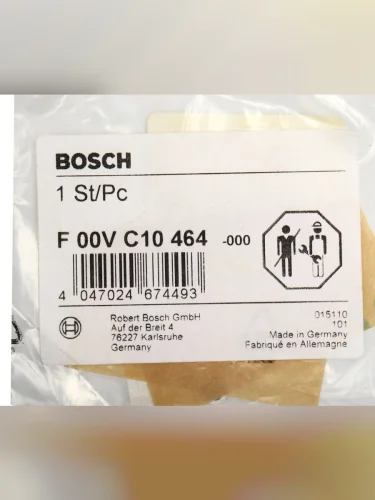 BOSCH
1 St/Pc
F 00V C10 464 -000
4 047024 674493
Robert Bosch GmbH
Auf der Breit 4
76227 Karlsruhe
Germany
015110
101
Made in Germany
Fabriqué en Allemagne